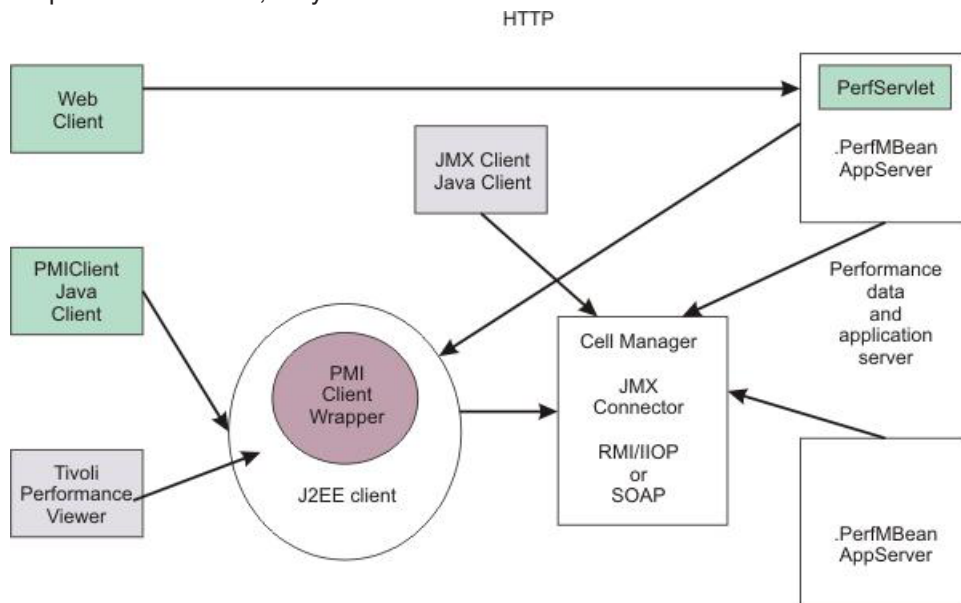 HTTP
Web
Client
PerfServlet
.PerfMBean
AppServer
JMX Client
Java Client
PMIClient
Java
Client
Performance
data
and
application
server
Cell Manager
JMX
Connector
RMI/IIOP
or
SOAP
PMI
Client
Wrapper
J2EE client
Tivoli
Performance
Viewer
.PerfMBean
AppServer